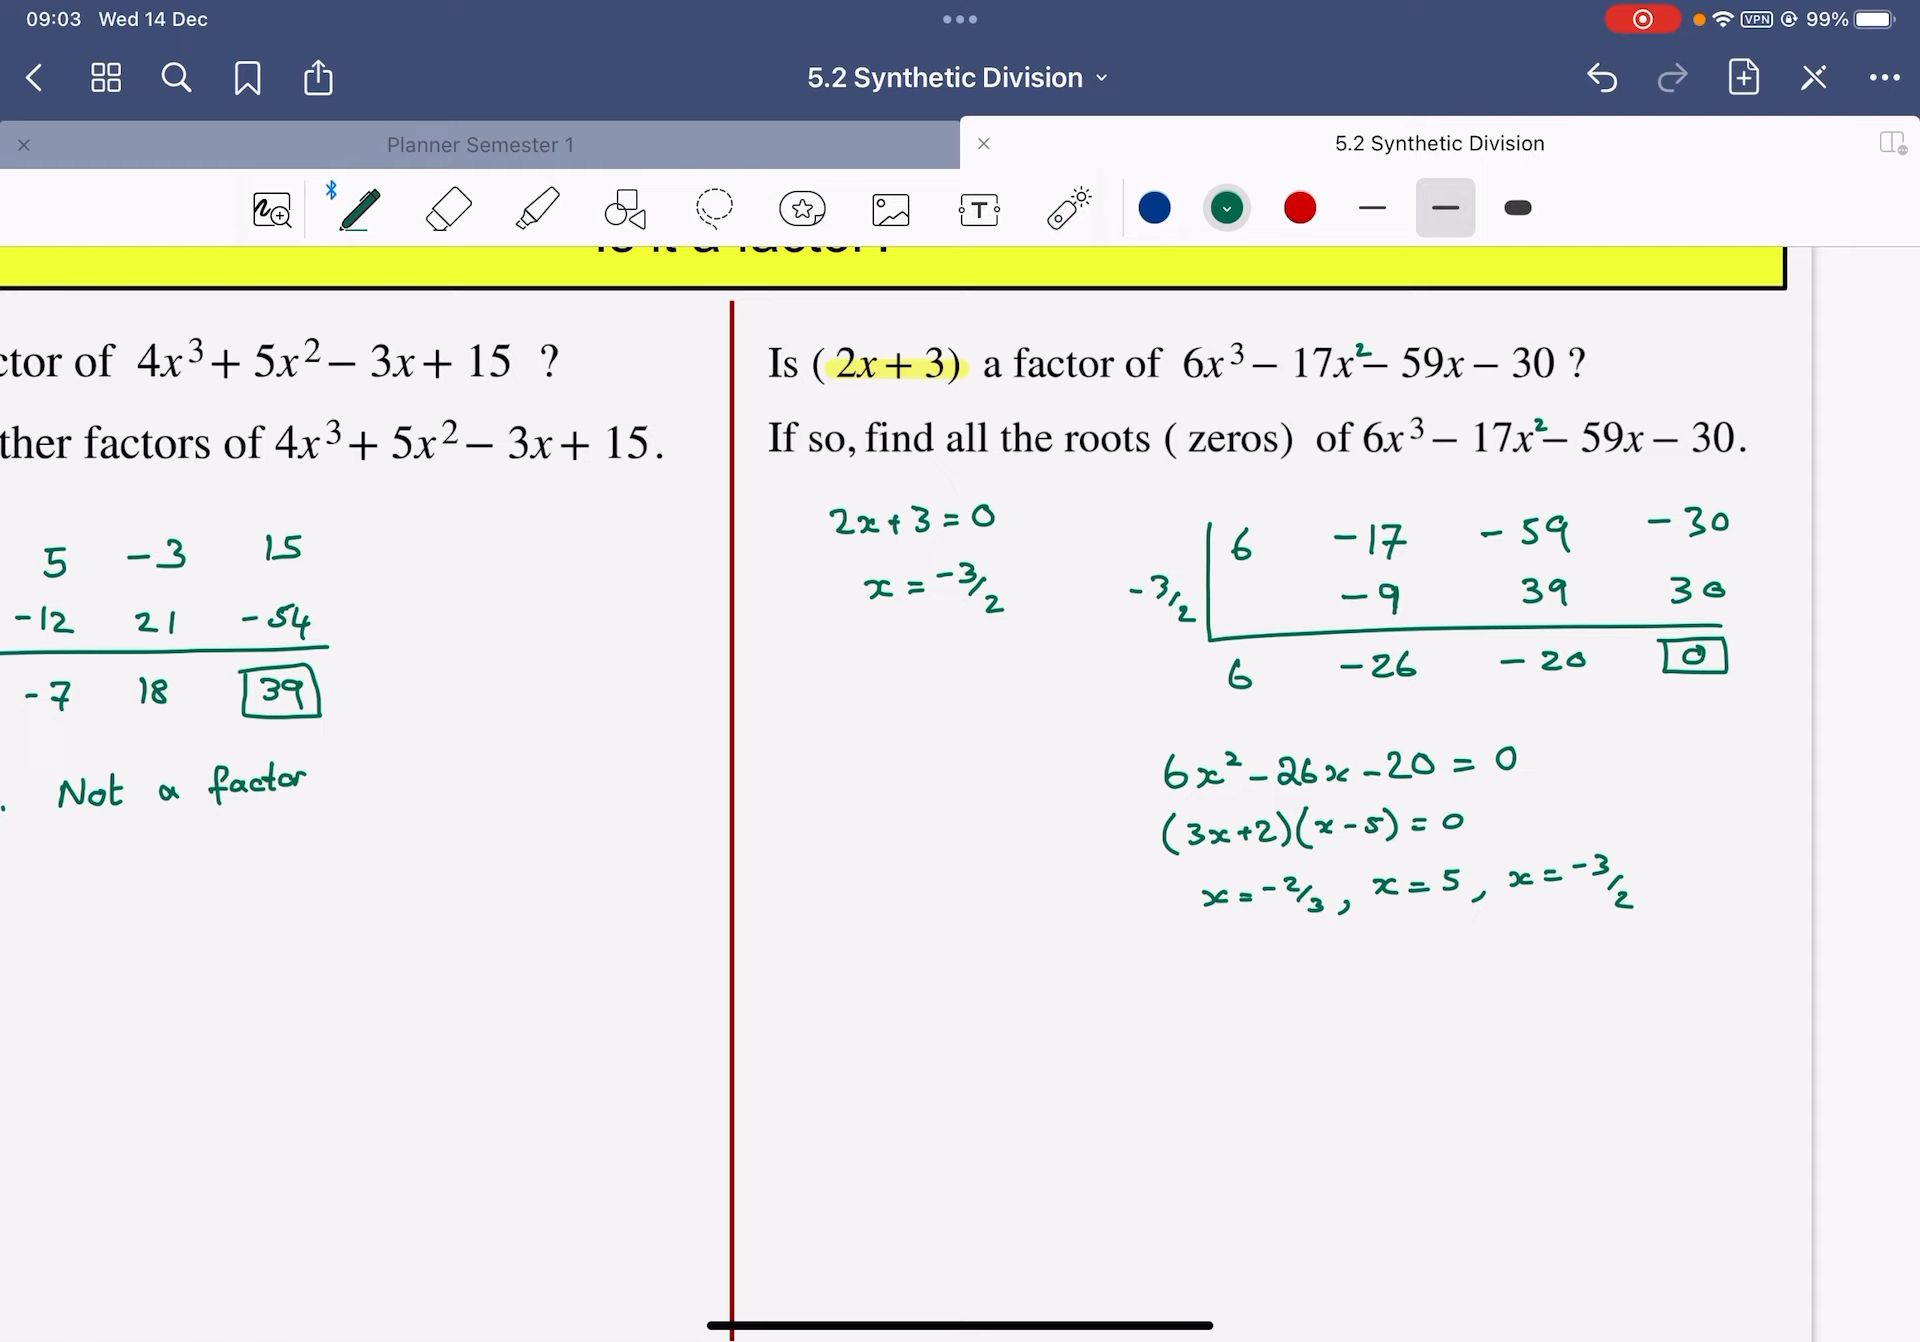 09:03 Wed 14 Dec
VPN 99%
5.2 Synthetic Division
Planner Semester 1
5.2 Synthetic Division
T
ctor of 4x³ + 5x² – 3x + 15 ?
ther factors of 4x³ + 5x² – 3x + 15.
5 -3 15
-12 21 -54
-7 18 39
. Not a factor
Is (2x + 3) a factor of 6x³ – 17x² – 59x – 30 ?
If so, find all the roots ( zeros) of 6x³ – 17x² – 59x – 30.
2x + 3 = 0
x = -3/2
6 -17 -59 -30
-3/2 -9 39 30
6 -26 -20 0
6x² - 26x - 20 = 0
(3x+2)(x-5) = 0
x = -2/3, x = 5, x = -3/2